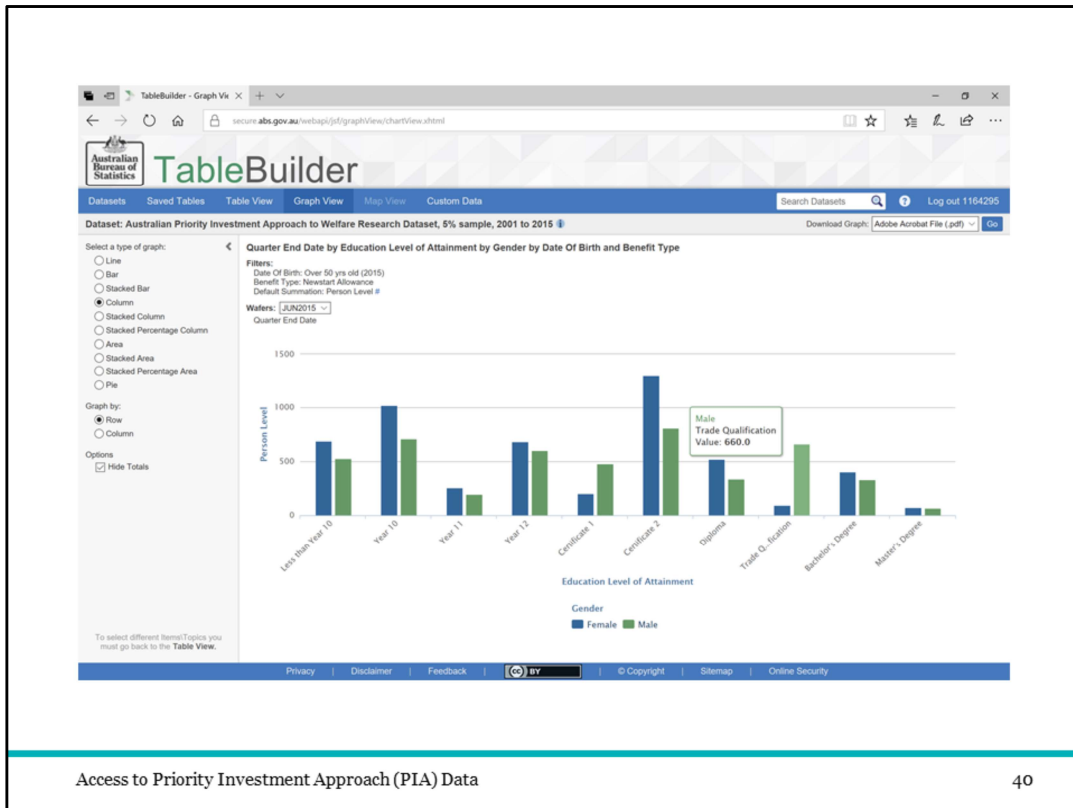 TableBuilder - Graph Vie
secure.abs.gov.au/webapi/jsf/graphView/chartView.xhtml
Australian
Bureau of
Statistics
TableBuilder
Datasets Saved Tables Table View Graph View Map View Custom Data Search Datasets ? Log out 1164295
Dataset: Australian Priority Investment Approach to Welfare Research Dataset, 5% sample, 2001 to 2015 i Download Graph: Adobe Acrobat File (.pdf) Go
Select a type of graph:
Line
Bar
Stacked Bar
Column
Stacked Column
Stacked Percentage Column
Area
Stacked Area
Stacked Percentage Area
Pie
Graph by:
Row
Column
Options
Hide Totals
To select different Items\Topics you
must go back to the Table View.
Quarter End Date by Education Level of Attainment by Gender by Date Of Birth and Benefit Type
Filters:
Date Of Birth: Over 50 yrs old (2015)
Benefit Type: Newstart Allowance
Default Summation: Person Level #
Wafers: JUN2015
Quarter End Date
1500
1000
500
0
Person Level
Male
Trade Qualification
Value: 660.0
Less than Year 10
Year 10
Year 11
Year 12
Cerificate 1
Cerificate 2
Diploma
Trade Q...fication
Bachelor's Degree
Master's Degree
Education Level of Attainment
Gender
Female Male
Privacy | Disclaimer | Feedback | cc BY | © Copyright | Sitemap | Online Security
Access to Priority Investment Approach (PIA) Data 40